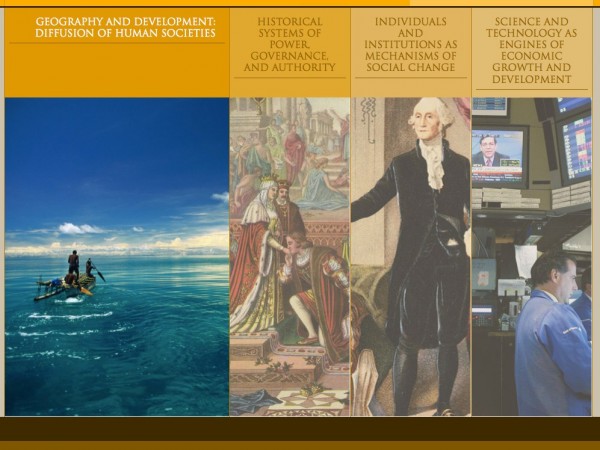 GEOGRAPHY AND DEVELOPMENT:
DIFFUSION OF HUMAN SOCIETIES
HISTORICAL
SYSTEMS OF
POWER,
GOVERNANCE,
AND AUTHORITY
INDIVIDUALS
AND
INSTITUTIONS AS
MECHANISMS OF
SOCIAL CHANGE
SCIENCE AND
TECHNOLOGY AS
ENGINES OF
ECONOMIC
GROWTH AND
DEVELOPMENT